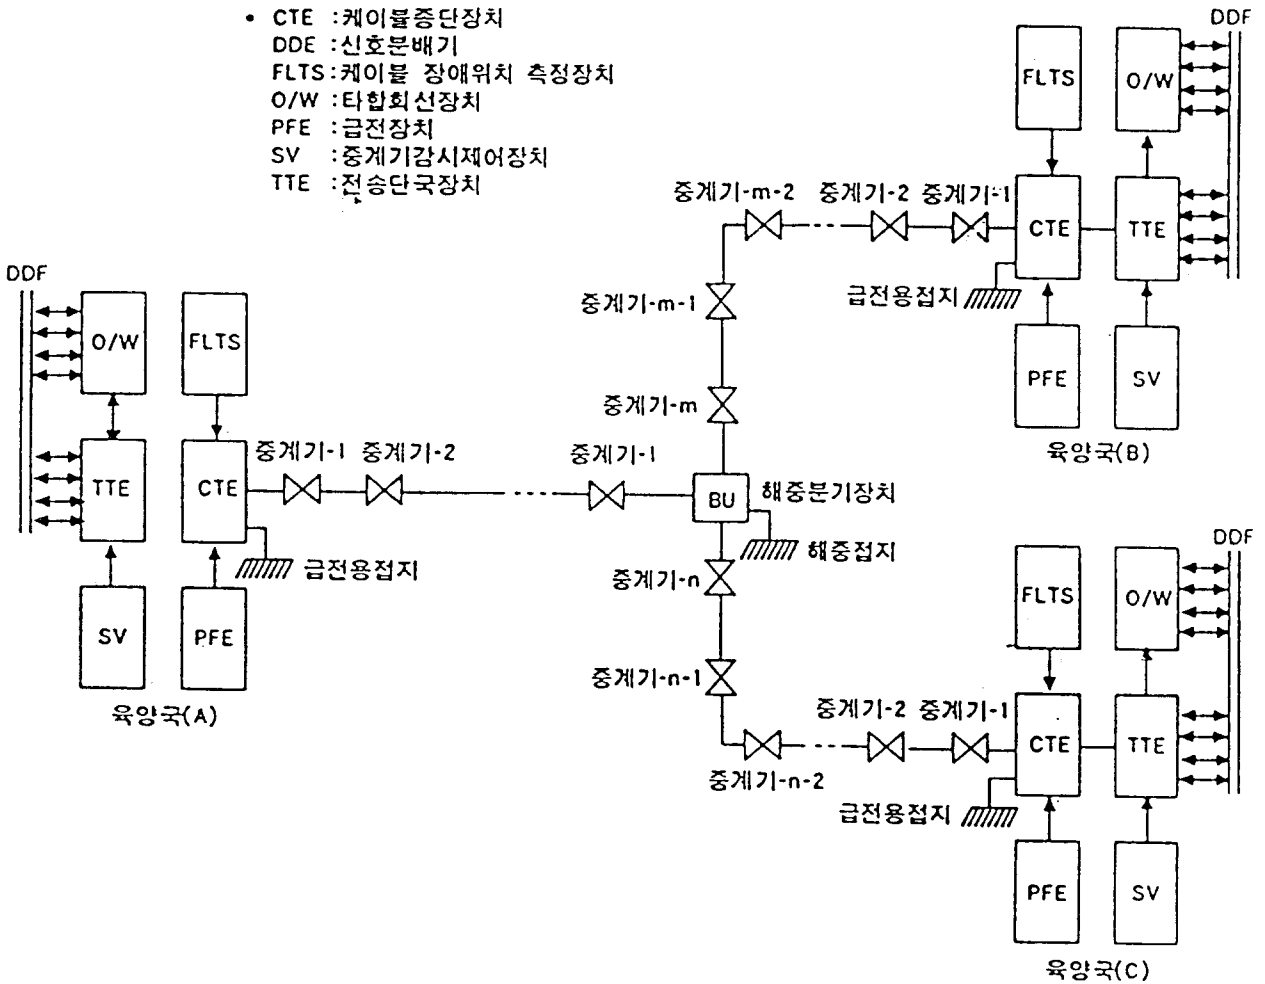 • CTE :케이블종단장치
DDE :신호분배기
FLTS:케이블 장애위치 측정장치
O/W :타합회선장치
PFE :급전장치
SV :중계기감시제어장치
TTE :전송단국장치
DDF
FLTS
O/W
중계기-m-2 중계기-2 중계기-1
CTE
TTE
급전용접지
중계기-m-1
PFE
SV
중계기-m
육양국(B)
DDF
O/W
FLTS
중계기-1 중계기-2
중계기-1
TTE
CTE
BU
해중분기장치
해중접지
급전용접지
중계기-n
SV
PFE
중계기-n-1
육양국(A)
DDF
FLTS
O/W
중계기-2 중계기-1
CTE
TTE
중계기-n-2
급전용접지
PFE
SV
육양국(C)